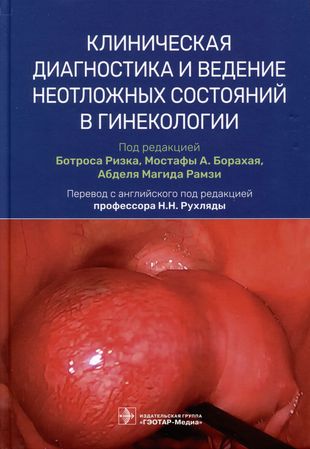 КЛИНИЧЕСКАЯ
ДИАГНОСТИКА И ВЕДЕНИЕ
НЕОТЛОЖНЫХ СОСТОЯНИЙ
В ГИНЕКОЛОГИИ
Под редакцией
Ботроса Ризка, Мостафы А. Борахая,
Абделя Магида Рамзи
Перевод с английского под редакцией
профессора Н.Н. Рухляды
ИЗДАТЕЛЬСКАЯ ГРУППА
«ГЭОТАР-Медиа»